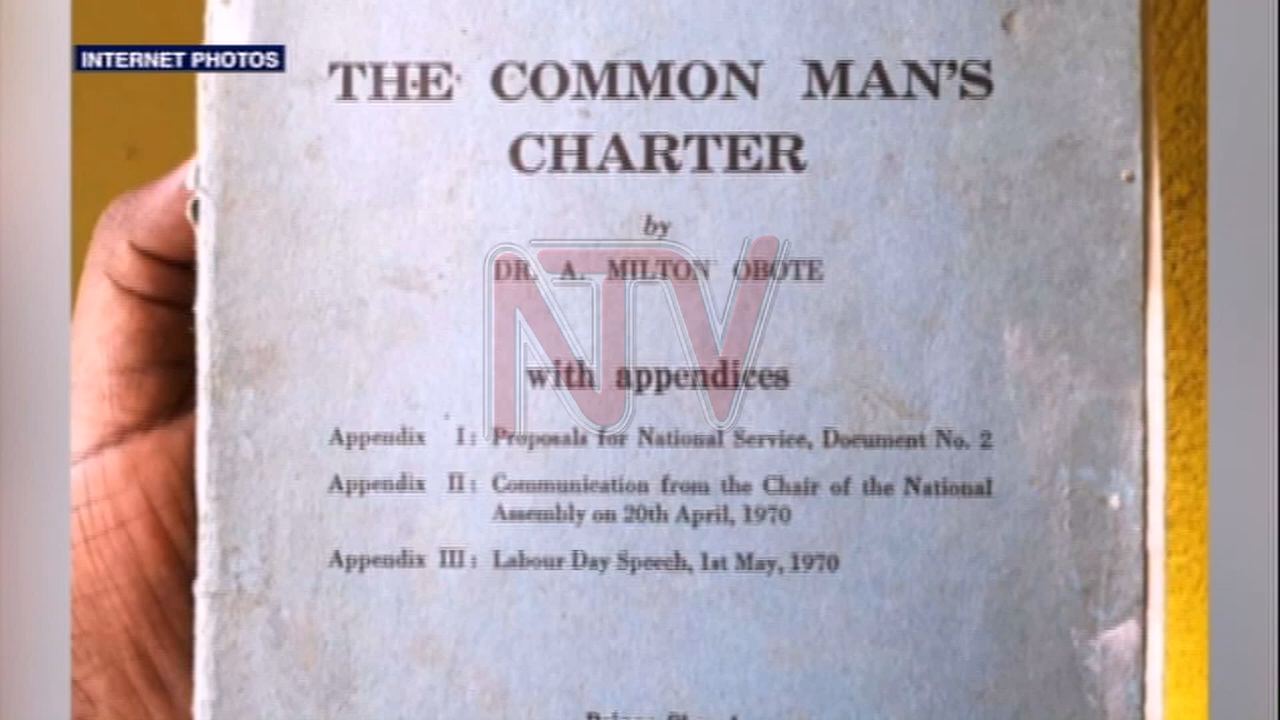 INTERNET PHOTOS
THE COMMON MAN'S
CHARTER
by
DR. A. MILTON OBOTE
NTV
with appendices
Appendix I: Proposals for National Service, Document No. 2
Appendix II: Communication from the Chair of the National
Assembly on 20th April, 1970
Appendix III: Labour Day Speech, 1st May, 1970